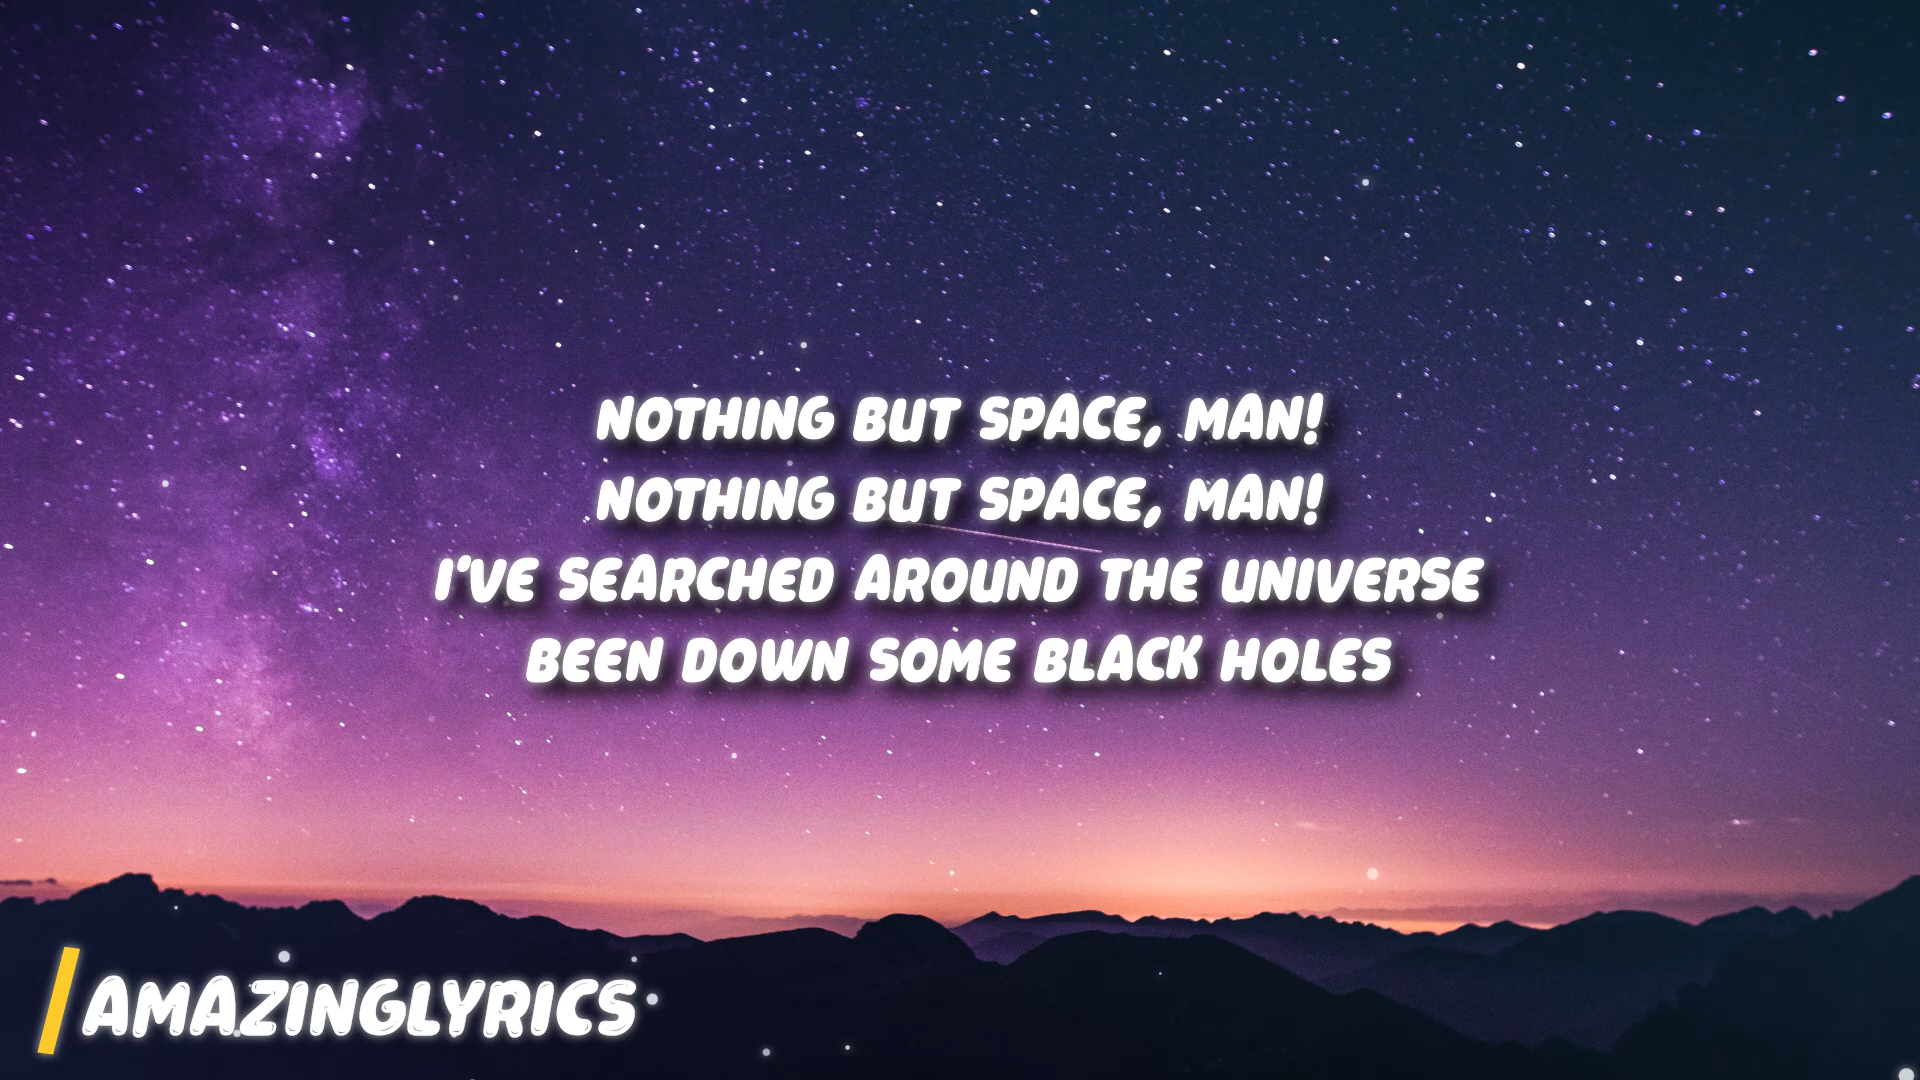 NOTHING BUT SPACE, MAN!
NOTHING BUT SPACE, MAN!
I'VE SEARCHED AROUND THE UNIVERSE
BEEN DOWN SOME BLACK HOLES
AMAZINGLYRICS